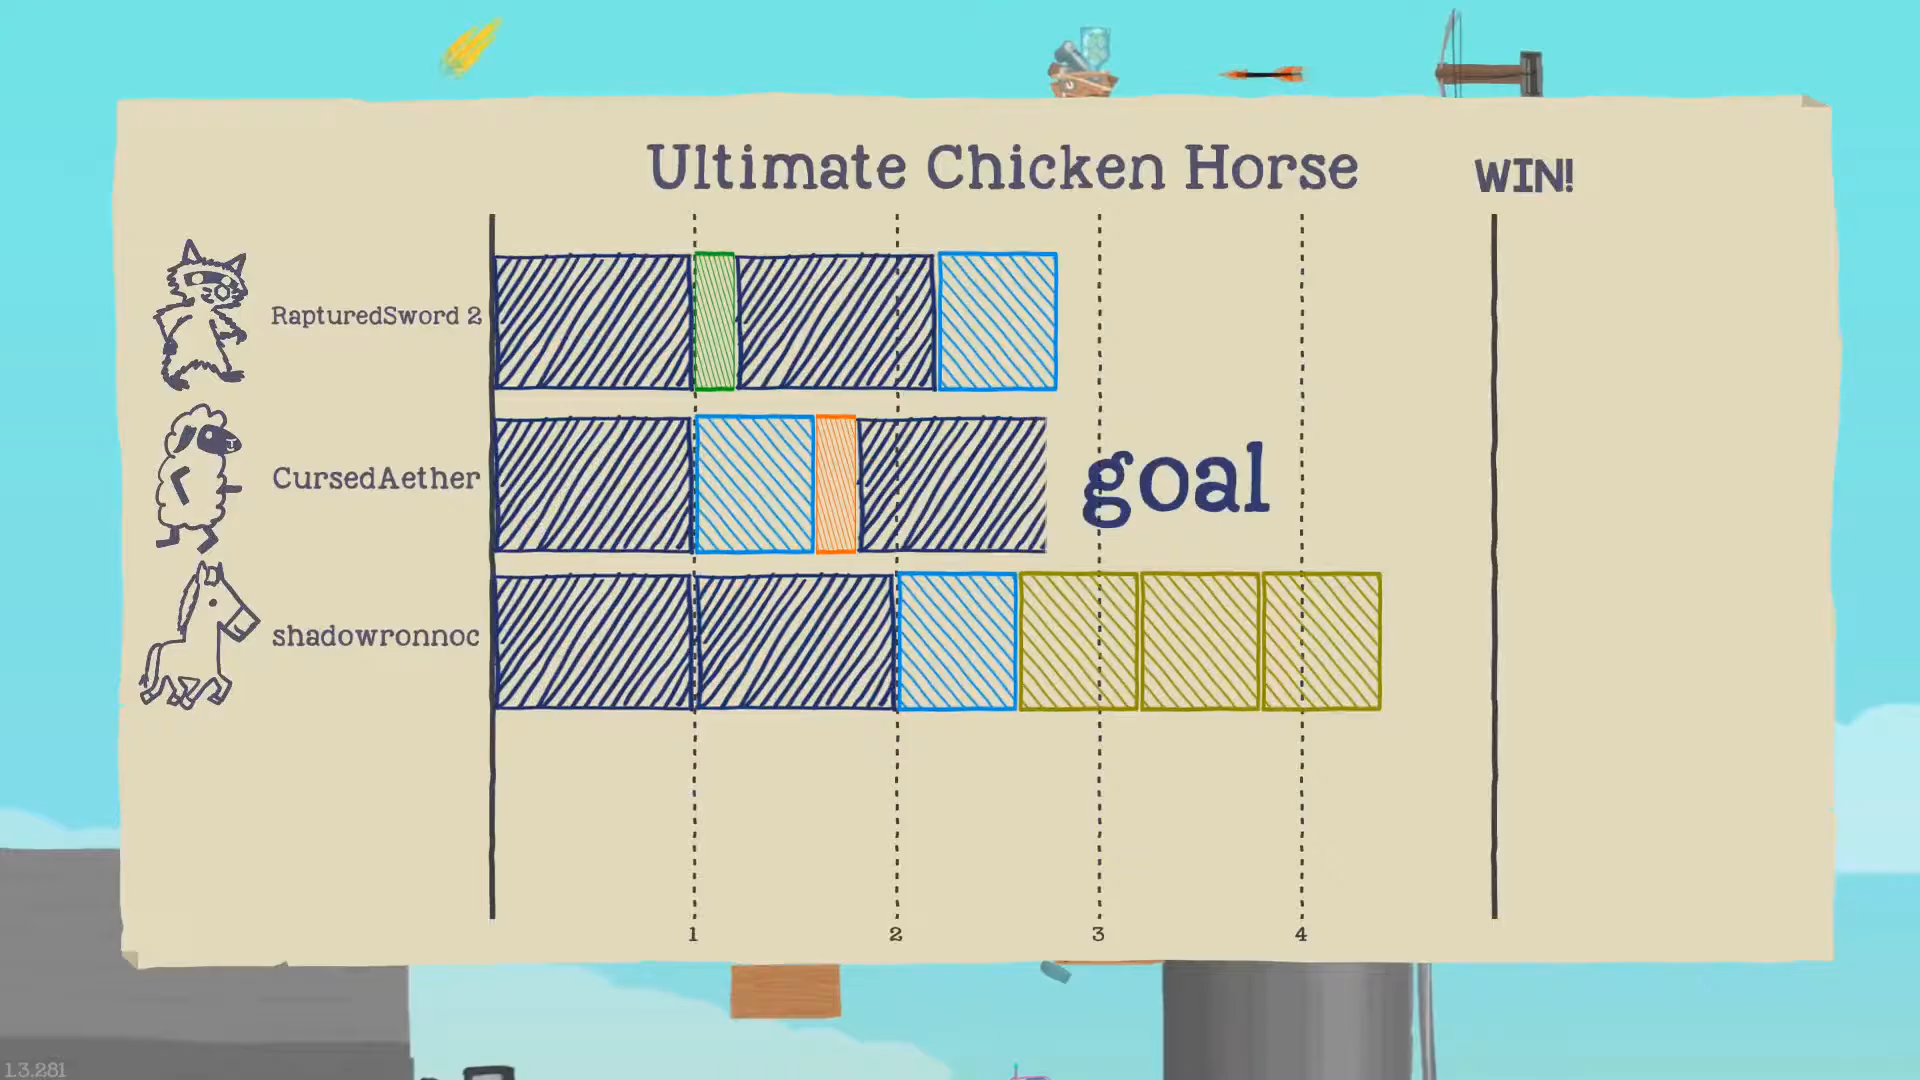 Ultimate Chicken Horse
WIN!
RapturedSword 2
CursedAether
goal
shadowronnoc
1 2 3 4
1.3.281